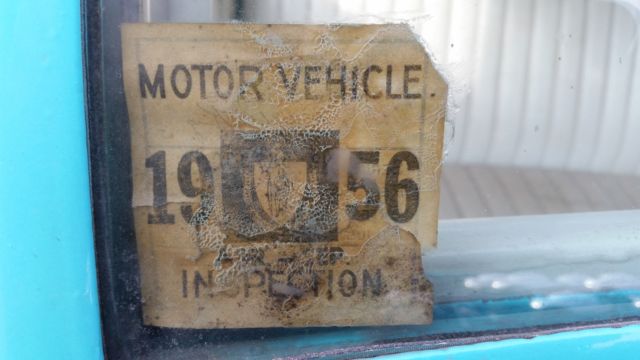 MOTOR VEHICLE.
19 56
INSPECTION